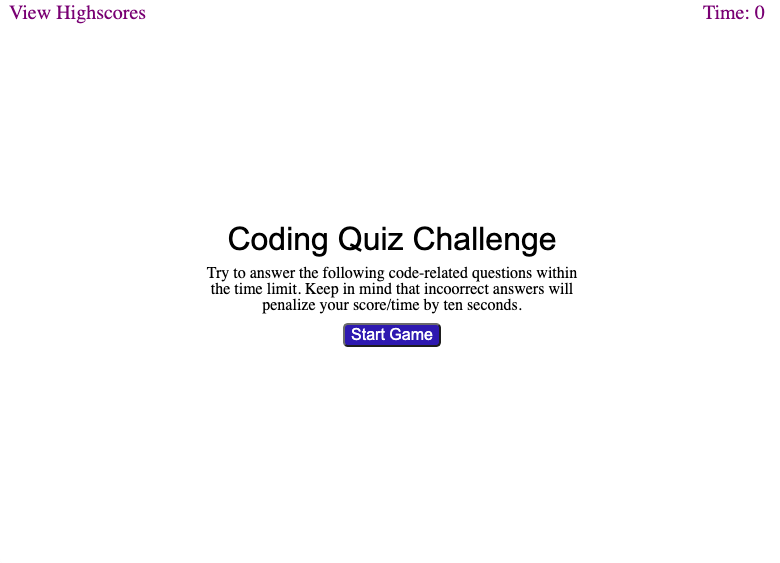 View Highscores
Time: 0
Coding Quiz Challenge
Try to answer the following code-related questions within
the time limit. Keep in mind that incoorrect answers will
penalize your score/time by ten seconds.
Start Game